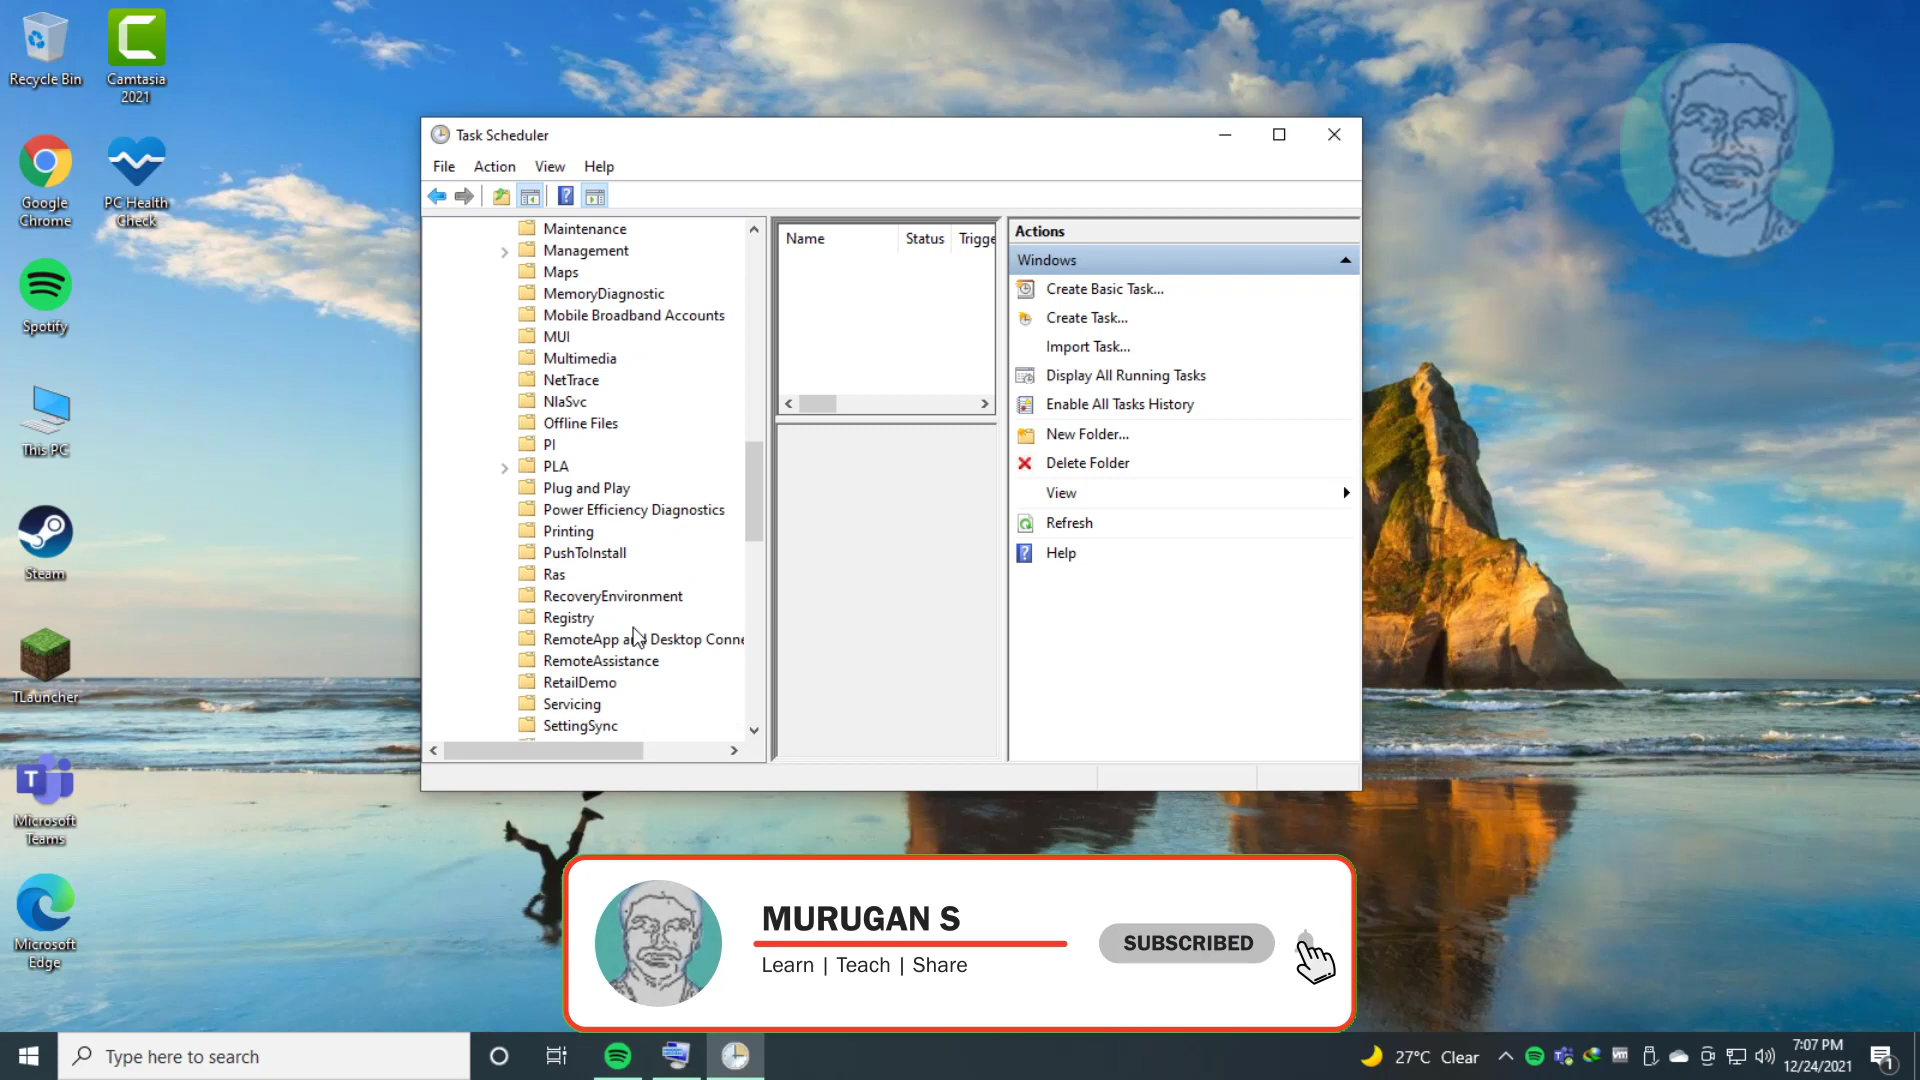 Recycle Bin
Camtasia
2021
Google
Chrome
PC Health
Check
Spotify
This PC
Steam
TLauncher
Microsoft
Teams
Microsoft
Edge
Task Scheduler
File Action View Help
Maintenance
Management
Maps
MemoryDiagnostic
Mobile Broadband Accounts
MUI
Multimedia
NetTrace
NlaSvc
Offline Files
PI
PLA
Plug and Play
Power Efficiency Diagnostics
Printing
PushToInstall
Ras
RecoveryEnvironment
Registry
RemoteApp and Desktop Conne
RemoteAssistance
RetailDemo
Servicing
SettingSync
Name Status Trigge
Actions
Windows
Create Basic Task...
Create Task...
Import Task...
Display All Running Tasks
Enable All Tasks History
New Folder...
Delete Folder
View
Refresh
Help
MURUGAN S
Learn | Teach | Share
SUBSCRIBED
Type here to search
27°C Clear
7:07 PM
12/24/2021
1